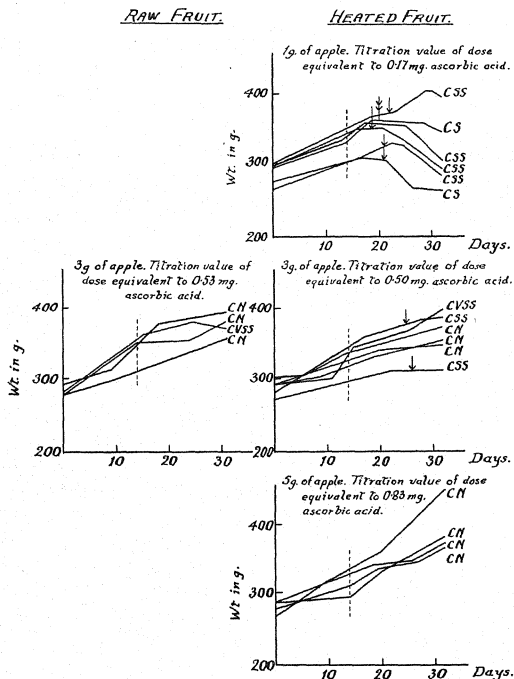 RAW FRUIT.
HEATED FRUIT.
1g. of apple. Titration value of dose
equivalent to 0·17 mg. ascorbic acid.
400
300
200
Wt. in g.
CSS
CS
CSS
CSS
CSS
CS
10 20 30 Days.
3g of apple. Titration value of
dose equivalent to 0·53 mg.
ascorbic acid.
400
300
200
Wt in g.
CN
CN
CVSS
CN
10 20 30
3g. of apple. Titration value of dose
equivalent to 0·50 mg. ascorbic acid.
400
300
200
CVSS
CSS
CN
CN
CN
CSS
10 20 30 Days.
5g. of apple. Titration value of dose
equivalent to 0·83 mg.
ascorbic acid.
400
300
200
Wt. in g.
CN
CN
CN
CN
0 10 20 30 Days.